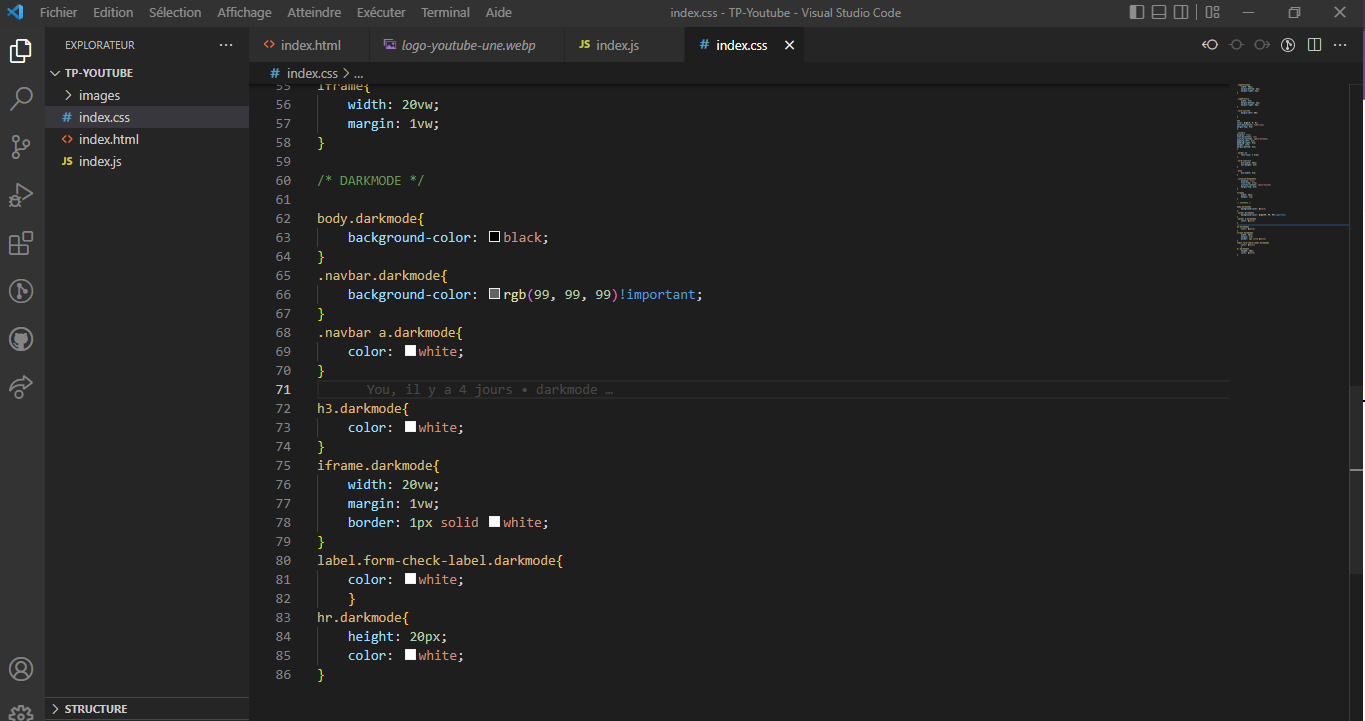 Fichier Edition Sélection Affichage Atteindre Exécuter Terminal Aide index.css - TP-Youtube - Visual Studio Code
EXPLORATEUR
TP-YOUTUBE
images
# index.css
<> index.html
JS index.js
STRUCTURE
<> index.html logo-youtube-une.webp JS index.js # index.css
# index.css > ...
55 iframe{
56 width: 20vw;
57 margin: 1vw;
58 }
59
60 /* DARKMODE */
61
62 body.darkmode{
63 background-color: black;
64 }
65 .navbar.darkmode{
66 background-color: rgb(99, 99, 99)!important;
67 }
68 .navbar a.darkmode{
69 color: white;
70 }
71 You, il y a 4 jours • darkmode …
72 h3.darkmode{
73 color: white;
74 }
75 iframe.darkmode{
76 width: 20vw;
77 margin: 1vw;
78 border: 1px solid white;
79 }
80 label.form-check-label.darkmode{
81 color: white;
82 }
83 hr.darkmode{
84 height: 20px;
85 color: white;
86 }